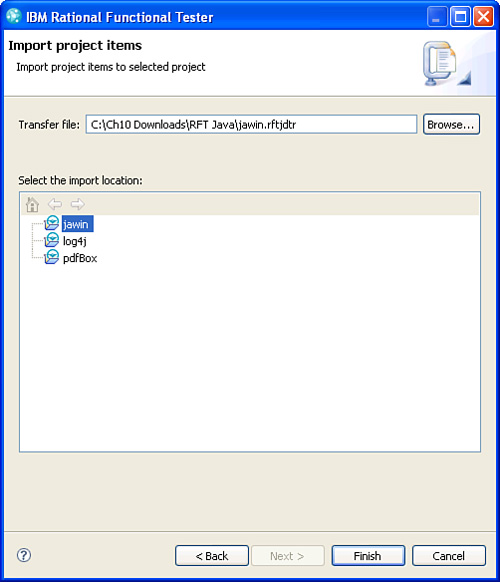 IBM Rational Functional Tester
Import project items
Import project items to selected project
Transfer file: C:\Ch10 Downloads\RFT Java\jawin.rftjdtr Browse...
Select the import location:
jawin
log4j
pdfBox
? < Back Next > Finish Cancel